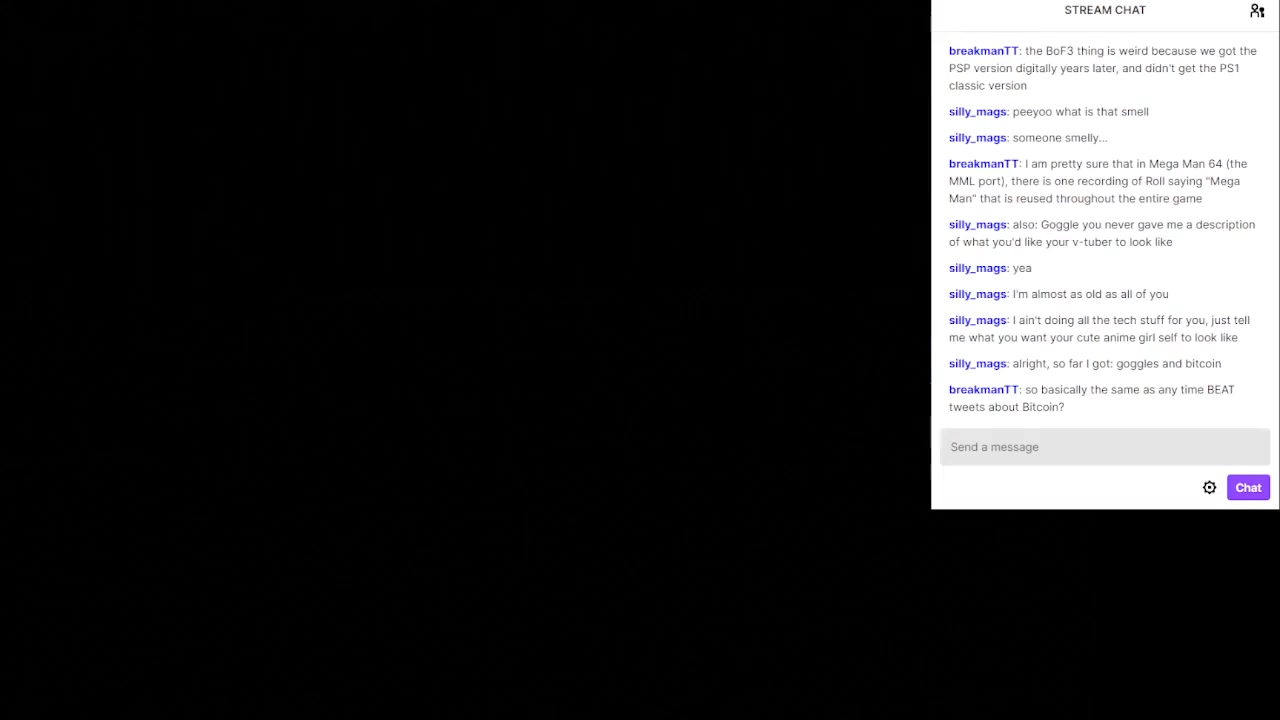 STREAM CHAT
breakmanTT: the BoF3 thing is weird because we got the
PSP version digitally years later, and didn't get the PS1
classic version
silly_mags: peeyoo what is that smell
silly_mags: someone smelly...
breakmanTT: I am pretty sure that in Mega Man 64 (the
MML port), there is one recording of Roll saying "Mega
Man" that is reused throughout the entire game
silly_mags: also: Goggle you never gave me a description
of what you'd like your v-tuber to look like
silly_mags: yea
silly_mags: I'm almost as old as all of you
silly_mags: I ain't doing all the tech stuff for you, just tell
me what you want your cute anime girl self to look like
silly_mags: alright, so far I got: goggles and bitcoin
breakmanTT: so basically the same as any time BEAT
tweets about Bitcoin?
Send a message
Chat